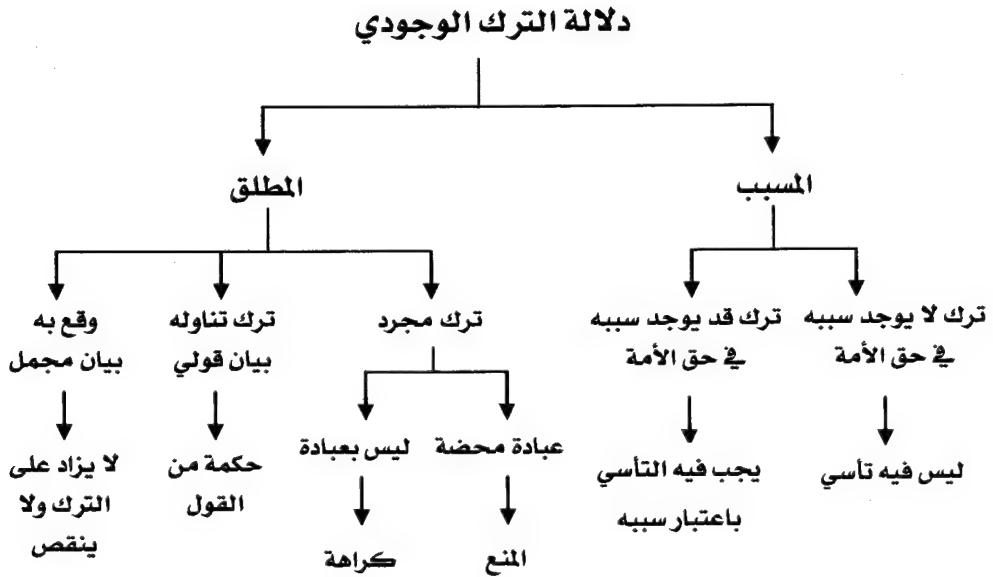 دلالة الترك الوجودي
المسبب
المطلق
ترك لا يوجد سببه
في حق الأمة
ترك قد يوجد سببه
في حق الأمة
ترك مجرد
ترك تناوله
بيان قولي
وقع به
بيان مجمل
ليس فيه تأسي
يجب فيه التأسي
باعتبار سببه
عبادة محضة
ليس بعبادة
حكمة من
القول
لا يزاد على
الترك ولا
ينقص
المنع
كراهة